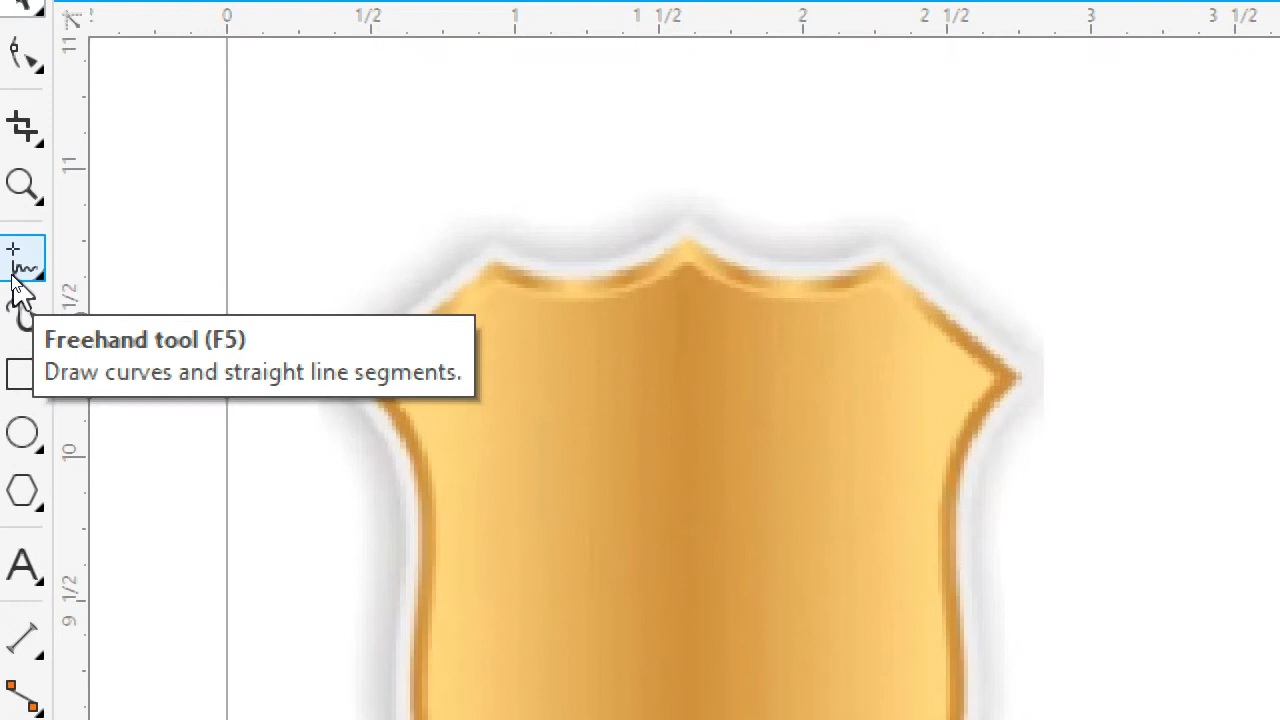 0 1/2 1 1 1/2 2 2 1/2 3 3 1/2
11
11
1/2
Freehand tool (F5)
Draw curves and straight line segments.
10
A
9 1/2